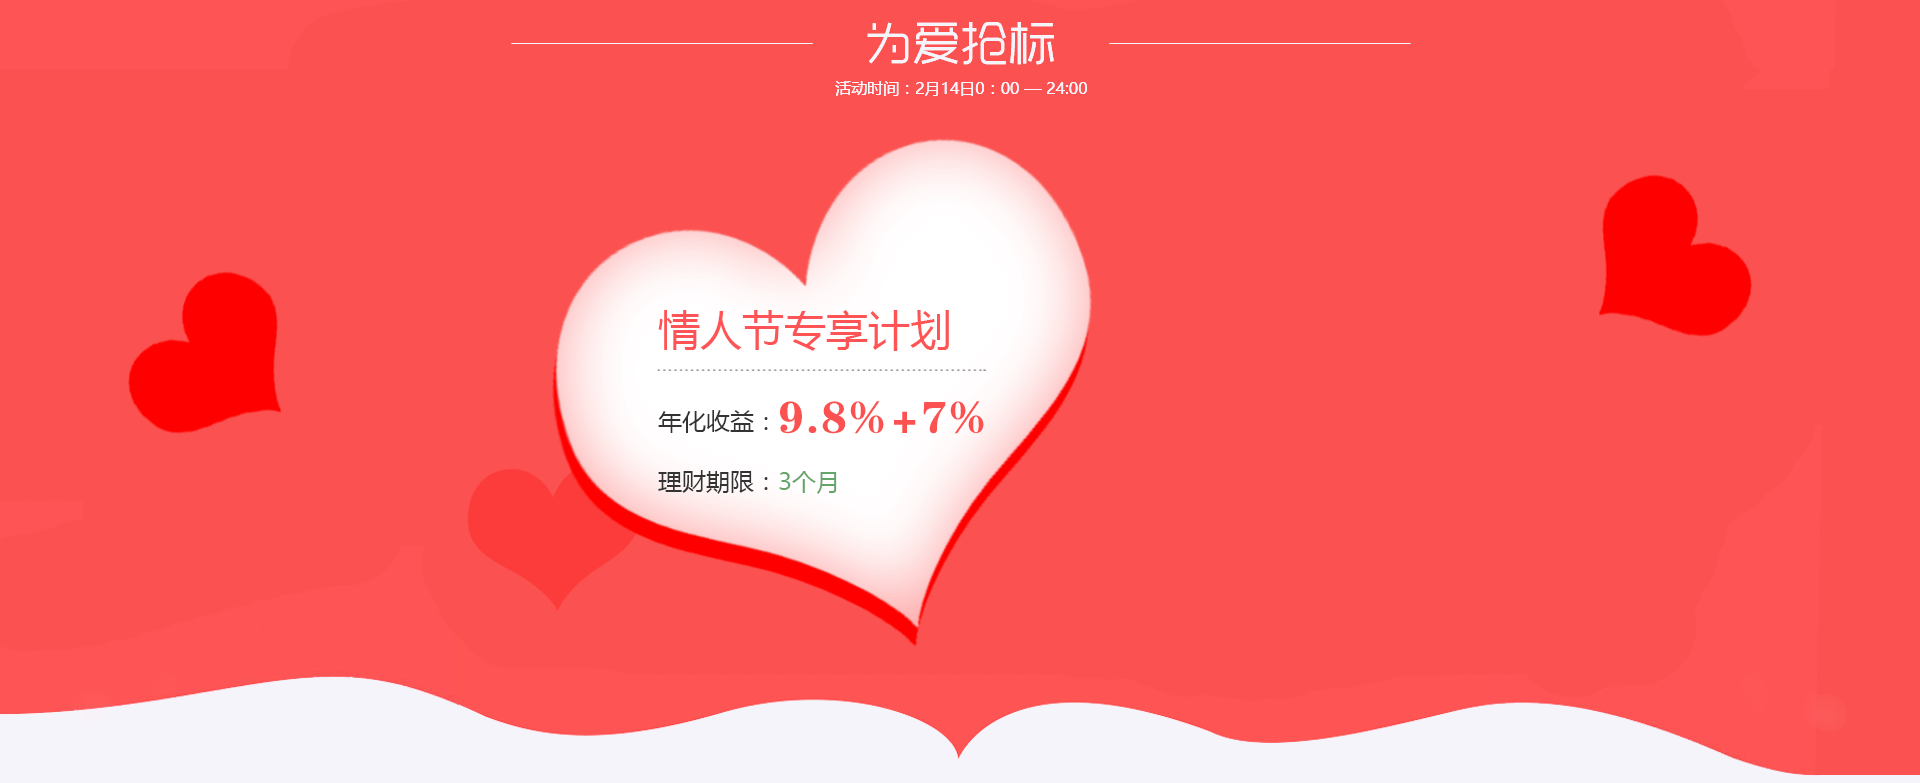 为爱抢标
活动时间：2月14日0：00 — 24:00
情人节专享计划
年化收益：9.8%+7%
理财期限：3个月